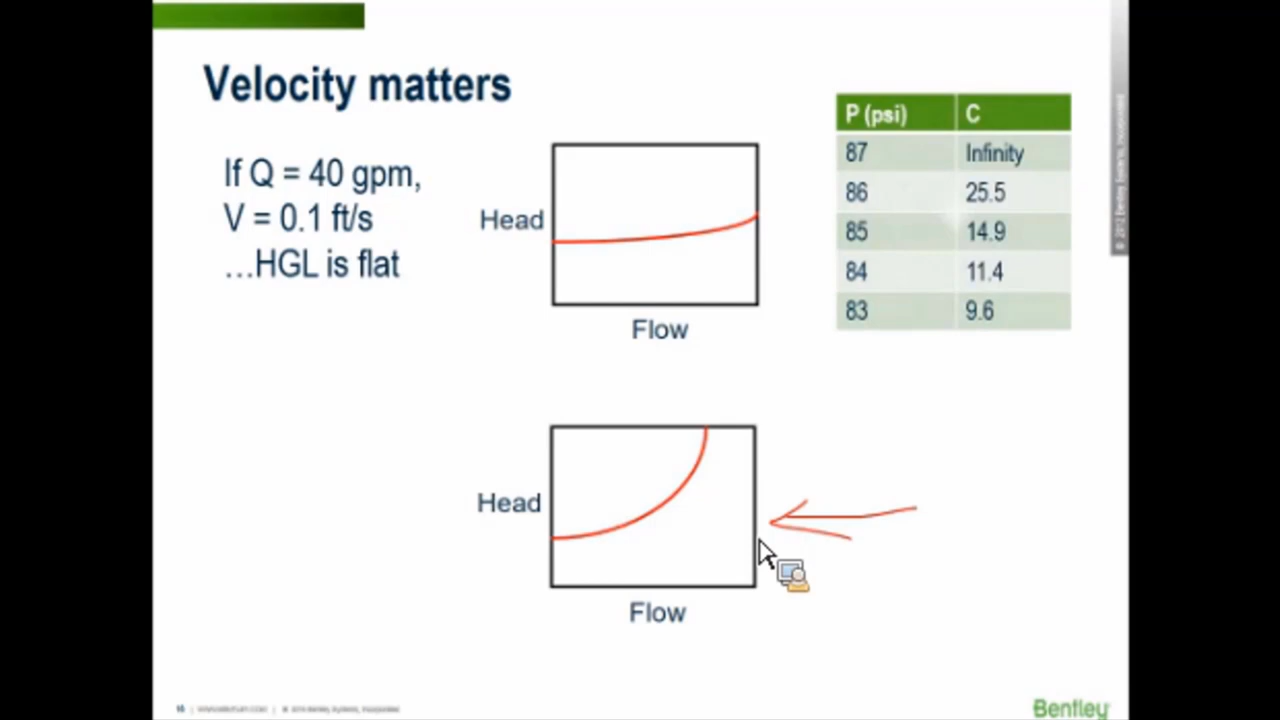 Velocity matters
If Q = 40 gpm,
V = 0.1 ft/s
…HGL is flat
Head
Flow
P (psi) C
87 Infinity
86 25.5
85 14.9
84 11.4
83 9.6
Head
Flow
Bentley